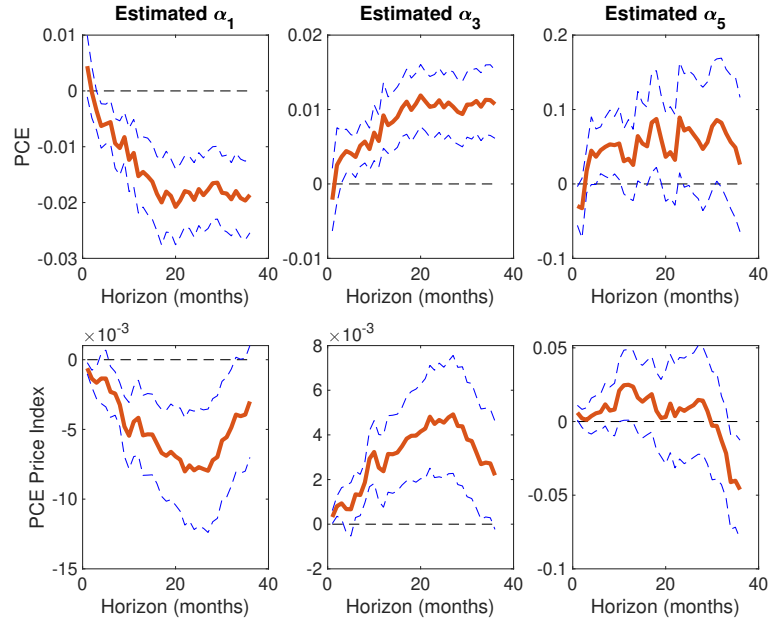 Estimated α1 Estimated α3 Estimated α5
PCE
0.01
0
-0.01
-0.02
-0.03
0 20 40
Horizon (months)
0.02
0.01
0
-0.01
0 20 40
Horizon (months)
0.2
0.1
0
-0.1
0 20 40
Horizon (months)
PCE Price Index
×10-3
0
-5
-10
-15
0 20 40
Horizon (months)
×10-3
8
6
4
2
0
-2
0 20 40
Horizon (months)
0.05
0
-0.05
-0.1
0 20 40
Horizon (months)